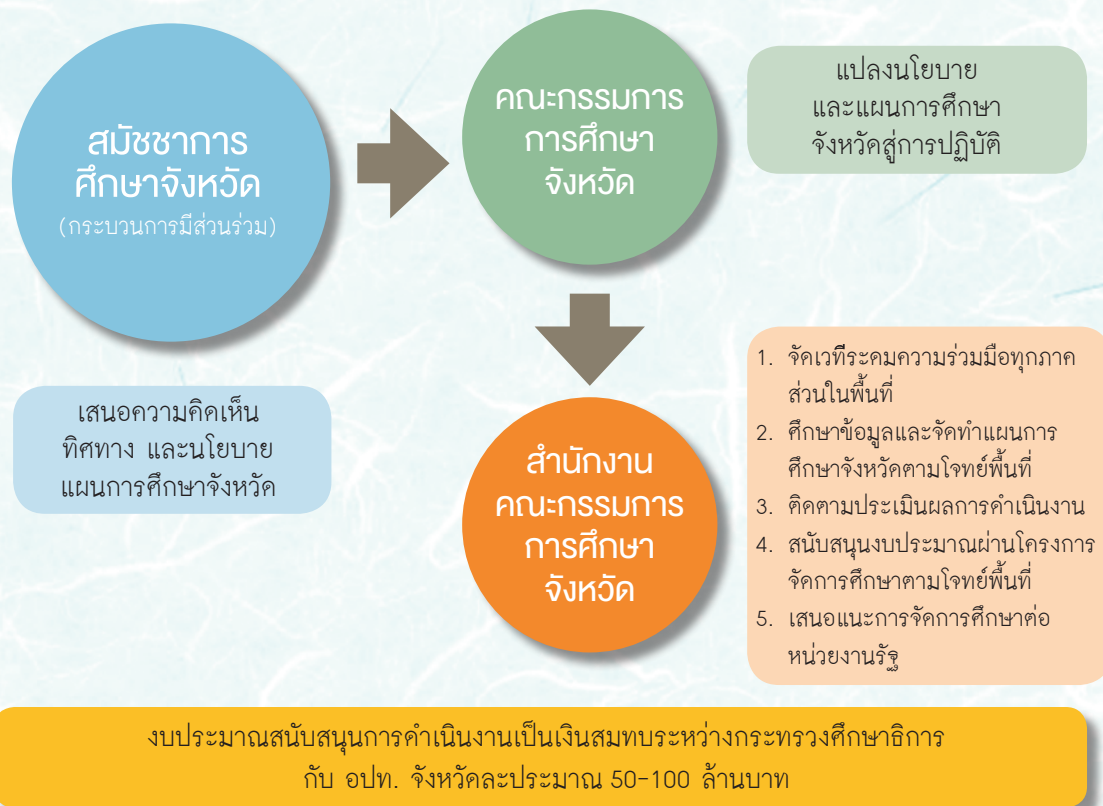 สมัชชาการ
ศึกษาจังหวัด
(กระบวนการมีส่วนร่วม)
เสนอความคิดเห็น
ทิศทาง และนโยบาย
แผนการศึกษาจังหวัด
คณะกรรมการ
การศึกษา
จังหวัด
แปลงนโยบาย
และแผนการศึกษา
จังหวัดสู่การปฏิบัติ
สำนักงาน
คณะกรรมการ
การศึกษา
จังหวัด
1. จัดเวทีระดมความร่วมมือทุกภาค
ส่วนในพื้นที่
2. ศึกษาข้อมูลและจัดทำแผนการ
ศึกษาจังหวัดตามโจทย์พื้นที่
3. ติดตามประเมินผลการดำเนินงาน
4. สนับสนุนงบประมาณผ่านโครงการ
จัดการศึกษาตามโจทย์พื้นที่
5. เสนอแนะการจัดการศึกษาต่อ
หน่วยงานรัฐ
งบประมาณสนับสนุนการดำเนินงานเป็นเงินสมทบระหว่างกระทรวงศึกษาธิการ
กับ อปท. จังหวัดละประมาณ 50-100 ล้านบาท